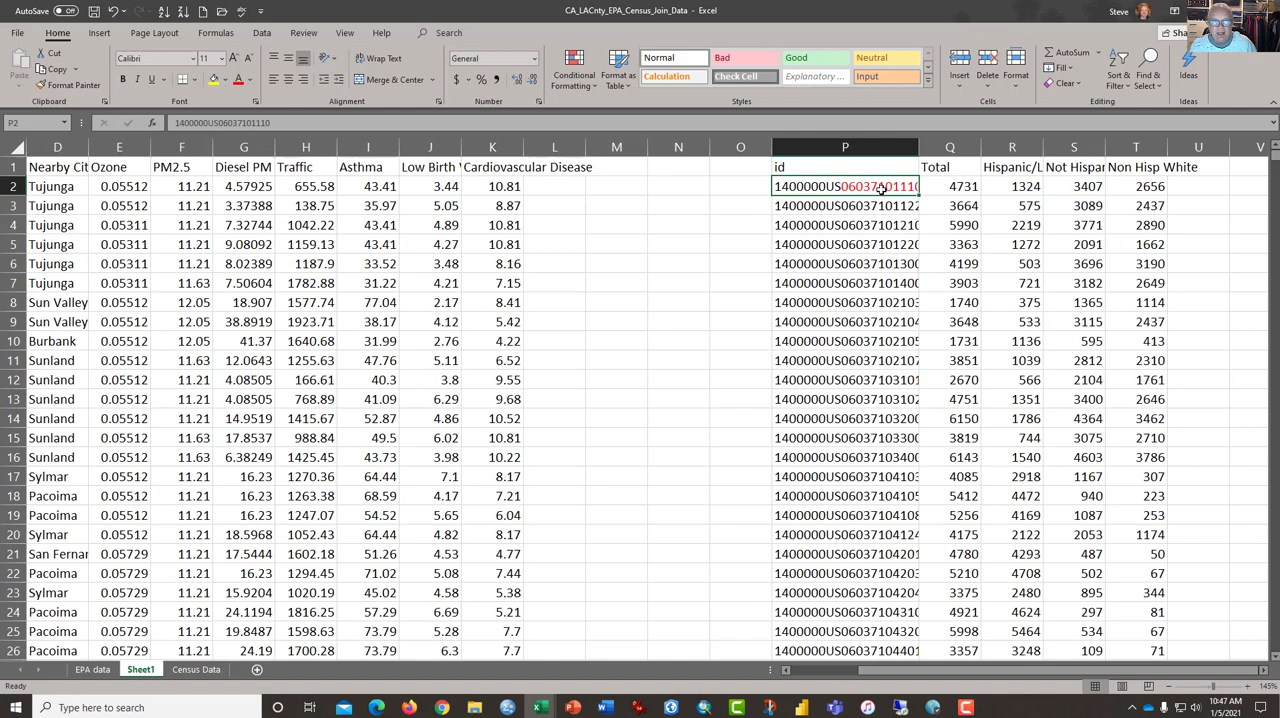 AutoSave Off CA_LACnty_EPA_Census_Join_Data - Excel Steve
File Home Insert Page Layout Formulas Data Review View Help Search Sha
Cut
Copy
Format Painter
Paste
Clipboard
Calibri 11
B I U
Font
Merge & Center
Alignment
General
$ % ,
Number
Conditional Formatting
Format as Table
Normal Bad Good Neutral
Calculation Check Cell Explanatory ... Input
Styles
Insert Delete Format
Cells
AutoSum
Fill
Clear
Sort & Filter
Find & Select
Editing
Ideas
Ideas
P2 fx 1400000US06037101110
D E F G H I J K L M N O P Q R S T U V
1 Nearby Cit Ozone PM2.5 Diesel PM Traffic Asthma Low Birth Cardiovascular Disease id Total Hispanic/L Not Hispar Non Hisp White
2 Tujunga 0.05512 11.21 4.57925 655.58 43.41 3.44 10.81 1400000US06037101110 4731 1324 3407 2656
3 Tujunga 0.05512 11.21 3.37388 138.75 35.97 5.05 8.87 1400000US06037101122 3664 575 3089 2437
4 Tujunga 0.05311 11.21 7.32744 1042.22 43.41 4.89 10.81 1400000US06037101210 5990 2219 3771 2890
5 Tujunga 0.05311 11.21 9.08092 1159.13 43.41 4.27 10.81 1400000US06037101220 3363 1272 2091 1662
6 Tujunga 0.05311 11.21 8.02389 1187.9 33.52 3.48 8.16 1400000US06037101300 4199 503 3696 3190
7 Tujunga 0.05311 11.63 7.50604 1782.88 31.22 4.21 7.15 1400000US06037101400 3903 721 3182 2649
8 Sun Valley 0.05512 12.05 18.907 1577.74 77.04 2.17 8.41 1400000US06037102103 1740 375 1365 1114
9 Sun Valley 0.05512 12.05 38.8919 1923.71 38.17 4.12 5.42 1400000US06037102104 3648 533 3115 2437
10 Burbank 0.05512 12.05 41.37 1640.68 31.99 2.76 4.22 1400000US06037102105 1731 1136 595 413
11 Sunland 0.05512 11.63 12.0643 1255.63 47.76 5.11 6.52 1400000US06037102107 3851 1039 2812 2310
12 Sunland 0.05512 11.21 4.08505 166.61 40.3 3.8 9.55 1400000US06037103101 2670 566 2104 1761
13 Sunland 0.05512 11.21 4.08505 768.89 41.09 6.29 9.68 1400000US06037103102 4751 1351 3400 2646
14 Sunland 0.05512 11.21 14.9519 1415.67 52.87 4.86 10.52 1400000US06037103200 6150 1786 4364 3462
15 Sunland 0.05512 11.63 17.8537 988.84 49.5 6.02 10.81 1400000US06037103300 3819 744 3075 2710
16 Sunland 0.05512 11.63 6.38249 1425.45 43.73 3.98 10.22 1400000US06037103400 6143 1540 4603 3786
17 Sylmar 0.05512 11.21 16.23 1270.36 64.44 7.1 8.17 1400000US06037104103 4085 2918 1167 307
18 Pacoima 0.05512 11.21 16.23 1263.38 68.59 4.17 7.21 1400000US06037104105 5412 4472 940 223
19 Pacoima 0.05512 11.21 16.23 1247.07 54.52 5.65 6.04 1400000US06037104108 5256 4169 1087 253
20 Sylmar 0.05512 11.21 18.5968 1052.43 64.44 4.82 8.17 1400000US06037104124 4175 2122 2053 1174
21 San Fernar 0.05729 11.21 17.5444 1602.18 51.26 4.53 4.77 1400000US06037104201 4780 4293 487 50
22 Pacoima 0.05729 11.21 16.23 1294.45 71.02 5.08 7.44 1400000US06037104203 5210 4708 502 67
23 Sylmar 0.05729 11.21 15.9204 1020.19 45.02 4.58 5.38 1400000US06037104204 3375 2480 895 344
24 Pacoima 0.05729 11.21 24.1194 1816.25 57.29 6.69 5.21 1400000US06037104310 4921 4624 297 81
25 Pacoima 0.05729 11.21 19.8487 1598.63 73.79 5.28 7.7 1400000US06037104320 5998 5464 534 67
26 Pacoima 0.05729 11.21 24.19 1700.28 73.79 6.3 7.7 1400000US06037104401 3357 3248 109 71
EPA data Sheet1 Census Data
Ready 145%
Type here to search
10:47 AM
1/5/2021